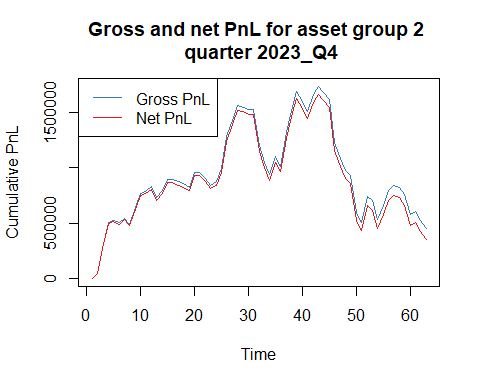 Gross and net PnL for asset group 2
quarter 2023_Q4
Gross PnL
Net PnL
Cumulative PnL
0
500000
1500000
0 10 20 30 40 50 60
Time